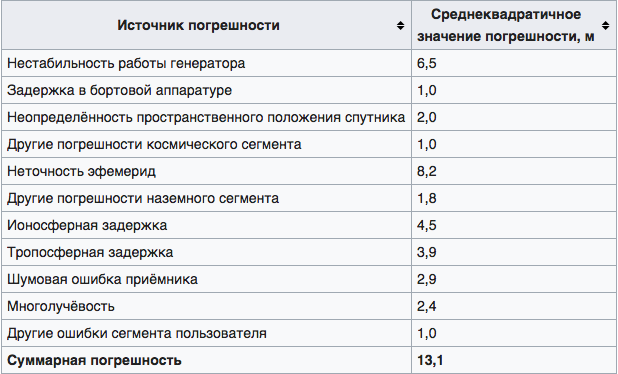 Источник погрешности
Среднеквадратичное
значение погрешности, м
Нестабильность работы генератора 6,5
Задержка в бортовой аппаратуре 1,0
Неопределённость пространственного положения спутника 2,0
Другие погрешности космического сегмента 1,0
Неточность эфемерид 8,2
Другие погрешности наземного сегмента 1,8
Ионосферная задержка 4,5
Тропосферная задержка 3,9
Шумовая ошибка приёмника 2,9
Многолучёвость 2,4
Другие ошибки сегмента пользователя 1,0
Суммарная погрешность 13,1